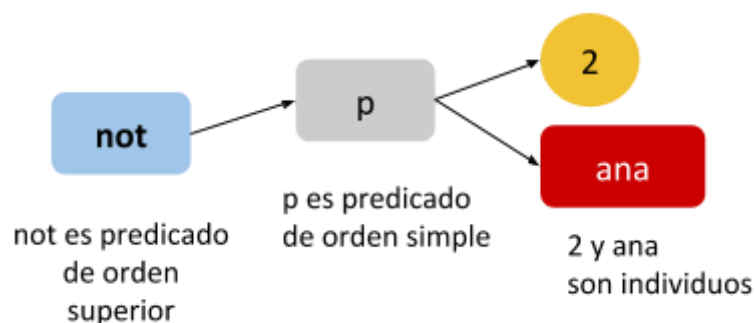 not
p
2
ana
not es predicado
de orden
superior
p es predicado
de orden simple
2 y ana
son individuos